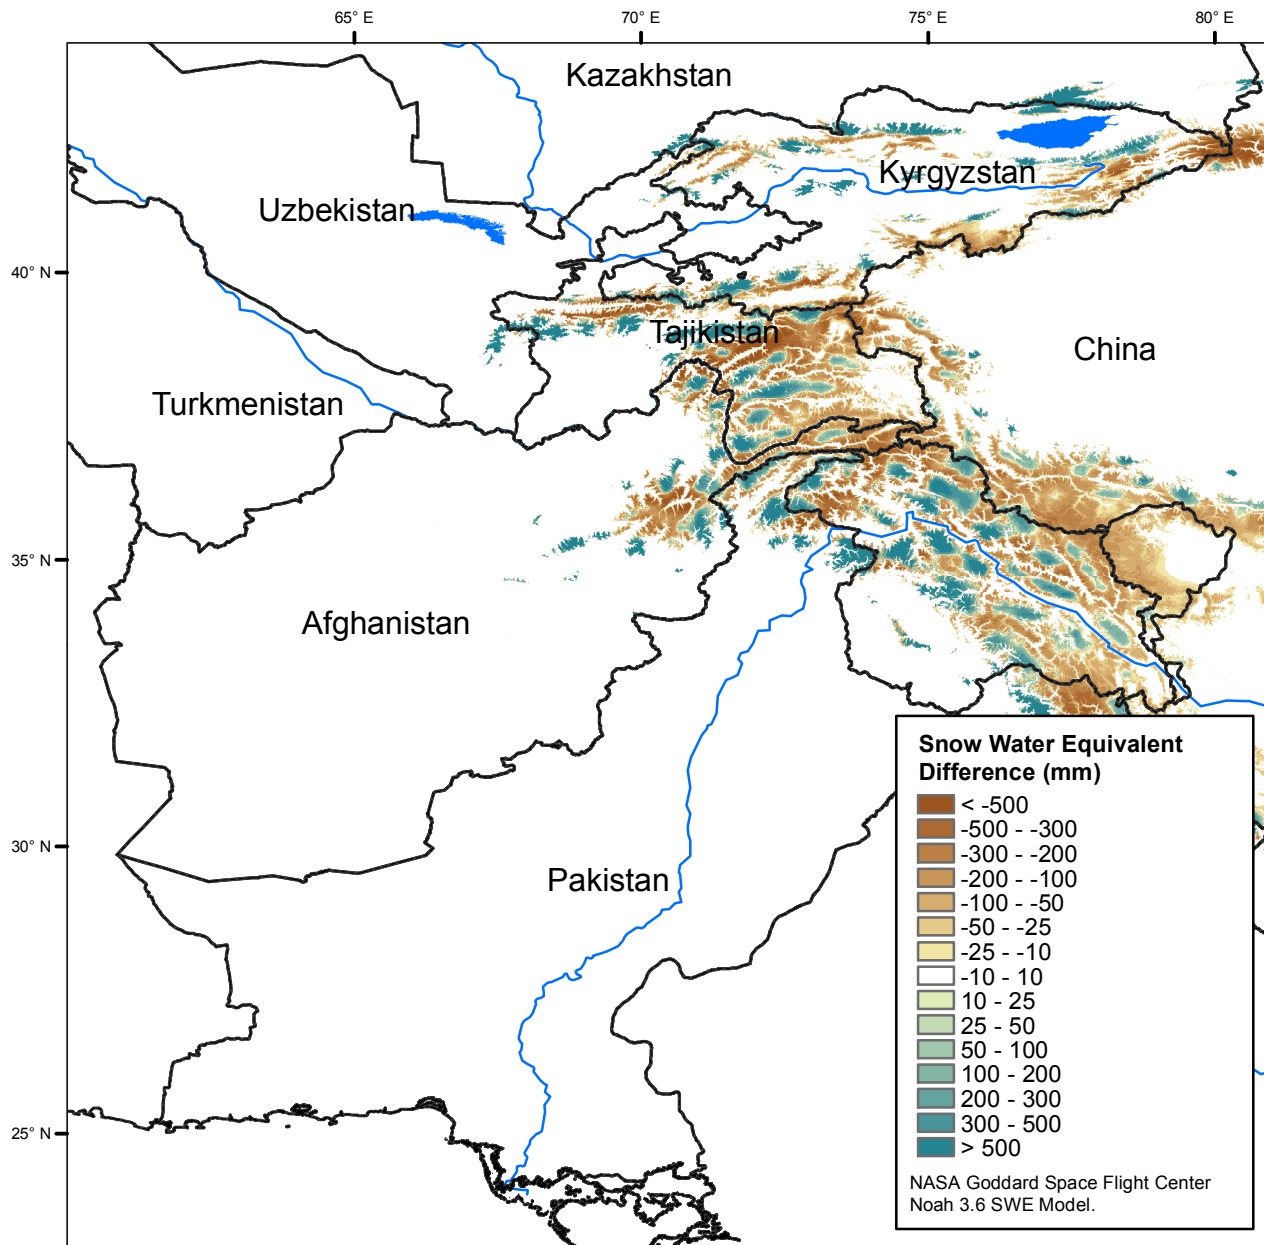 65° E
70° E
75° E
80° E
Kazakhstan
Kyrgyzstan
Uzbekistan
40° N
Tajikistan
China
Turkmenistan
35° N
Afghanistan
30° N
Pakistan
25° N
Snow Water Equivalent
Difference (mm)
< -500
-500 - -300
-300 - -200
-200 - -100
-100 - -50
-50 - -25
-25 - -10
-10 - 10
10 - 25
25 - 50
50 - 100
100 - 200
200 - 300
300 - 500
> 500
NASA Goddard Space Flight Center
Noah 3.6 SWE Model.